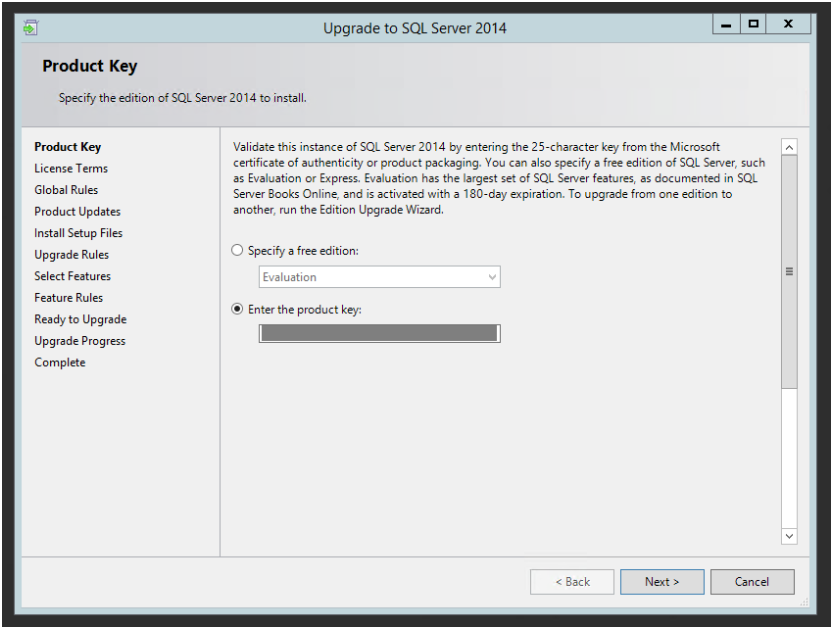 Upgrade to SQL Server 2014
Product Key
Specify the edition of SQL Server 2014 to install.
Product Key
License Terms
Global Rules
Product Updates
Install Setup Files
Upgrade Rules
Select Features
Feature Rules
Ready to Upgrade
Upgrade Progress
Complete
Validate this instance of SQL Server 2014 by entering the 25-character key from the Microsoft
certificate of authenticity or product packaging. You can also specify a free edition of SQL Server, such
as Evaluation or Express. Evaluation has the largest set of SQL Server features, as documented in SQL
Server Books Online, and is activated with a 180-day expiration. To upgrade from one edition to
another, run the Edition Upgrade Wizard.
Specify a free edition:
Evaluation
Enter the product key:
< Back
Next >
Cancel